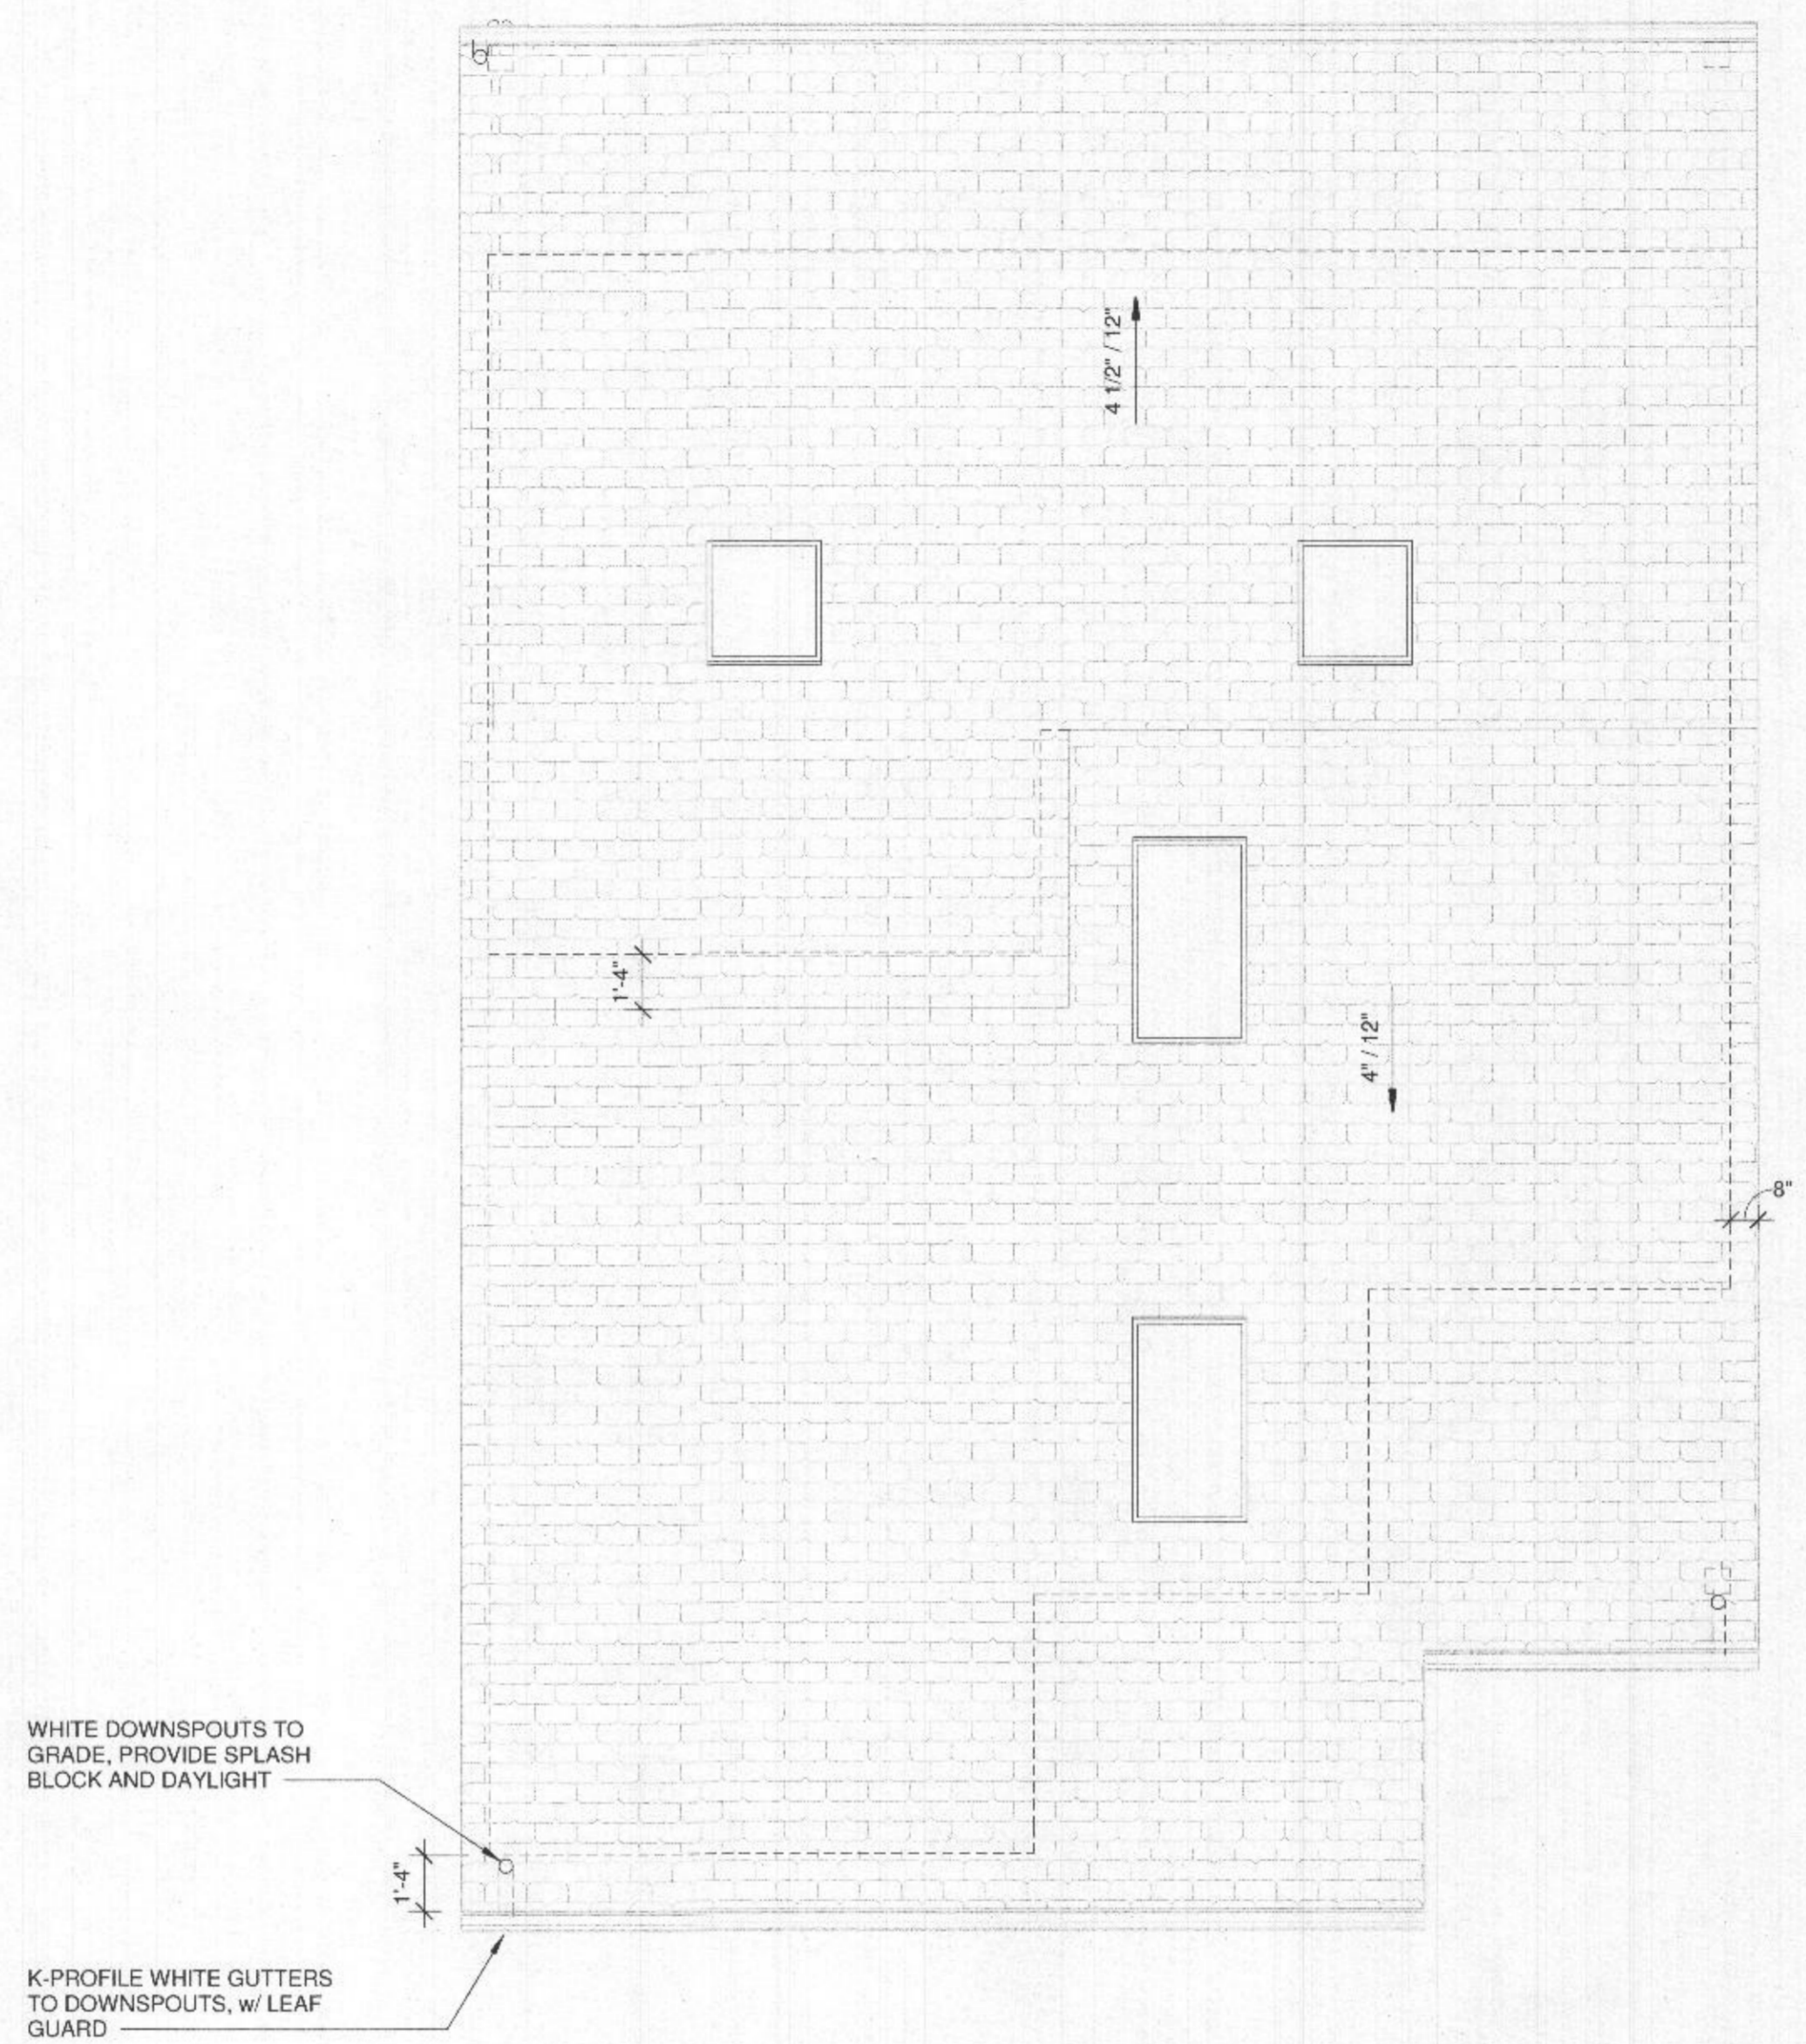 4 1/2" / 12"
1'-4"
4" / 12"
8"
WHITE DOWNSPOUTS TO
GRADE, PROVIDE SPLASH
BLOCK AND DAYLIGHT
1'-4"
K-PROFILE WHITE GUTTERS
TO DOWNSPOUTS, w/ LEAF
GUARD